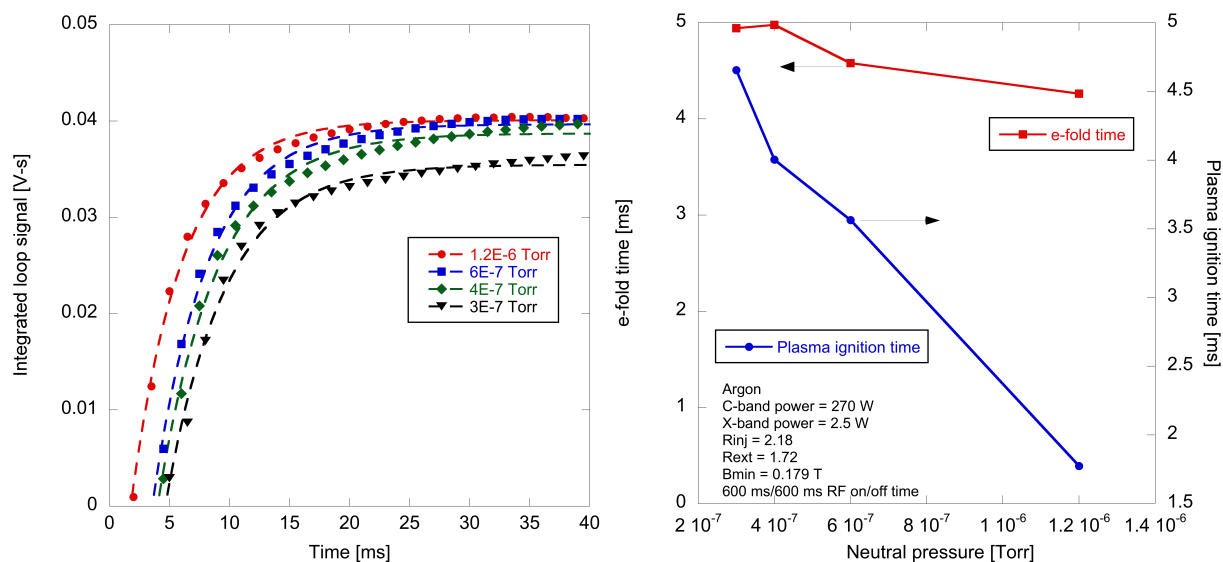 0.05
0.04
0.03
0.02
0.01
0
Integrated loop signal [V-s]
1.2E-6 Torr
6E-7 Torr
4E-7 Torr
3E-7 Torr
0 5 10 15 20 25 30 35 40
Time [ms]
5
4
3
2
1
0
e-fold time [ms]
e-fold time
Plasma ignition time
Argon
C-band power = 270 W
X-band power = 2.5 W
Rinj = 2.18
Rext = 1.72
Bmin = 0.179 T
600 ms/600 ms RF on/off time
5
4.5
4
3.5
3
2.5
2
1.5
Plasma ignition time [ms]
2 10⁻⁷ 4 10⁻⁷ 6 10⁻⁷ 8 10⁻⁷ 1 10⁻⁶ 1.2 10⁻⁶ 1.4 10⁻⁶
Neutral pressure [Torr]